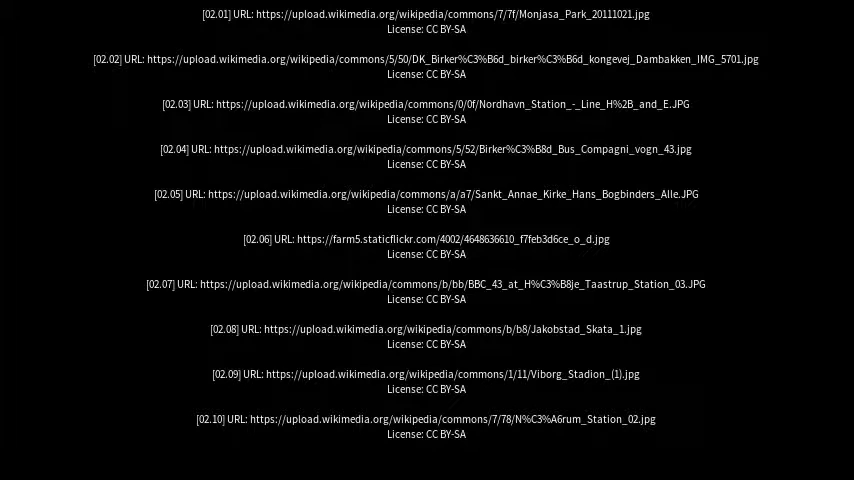 [02.01] URL: https://upload.wikimedia.org/wikipedia/commons/7/7f/Monjasa_Park_20111021.jpg
License: CC BY-SA
[02.02] URL: https://upload.wikimedia.org/wikipedia/commons/5/50/DK_Birker%C3%B6d_birker%C3%B6d_kongevej_Dambakken_IMG_5701.jpg
License: CC BY-SA
[02.03] URL: https://upload.wikimedia.org/wikipedia/commons/0/0f/Nordhavn_Station_-_Line_H%2B_and_E.JPG
License: CC BY-SA
[02.04] URL: https://upload.wikimedia.org/wikipedia/commons/5/52/Birker%C3%B8d_Bus_Compagni_vogn_43.jpg
License: CC BY-SA
[02.05] URL: https://upload.wikimedia.org/wikipedia/commons/a/a7/Sankt_Annae_Kirke_Hans_Bogbinders_Alle.JPG
License: CC BY-SA
[02.06] URL: https://farm5.staticflickr.com/4002/4648636610_f7feb3d6ce_o_d.jpg
License: CC BY-SA
[02.07] URL: https://upload.wikimedia.org/wikipedia/commons/b/bb/BBC_43_at_H%C3%B8je_Taastrup_Station_03.JPG
License: CC BY-SA
[02.08] URL: https://upload.wikimedia.org/wikipedia/commons/b/b8/Jakobstad_Skata_1.jpg
License: CC BY-SA
[02.09] URL: https://upload.wikimedia.org/wikipedia/commons/1/11/Viborg_Stadion_(1).jpg
License: CC BY-SA
[02.10] URL: https://upload.wikimedia.org/wikipedia/commons/7/78/N%C3%A6rum_Station_02.jpg
License: CC BY-SA